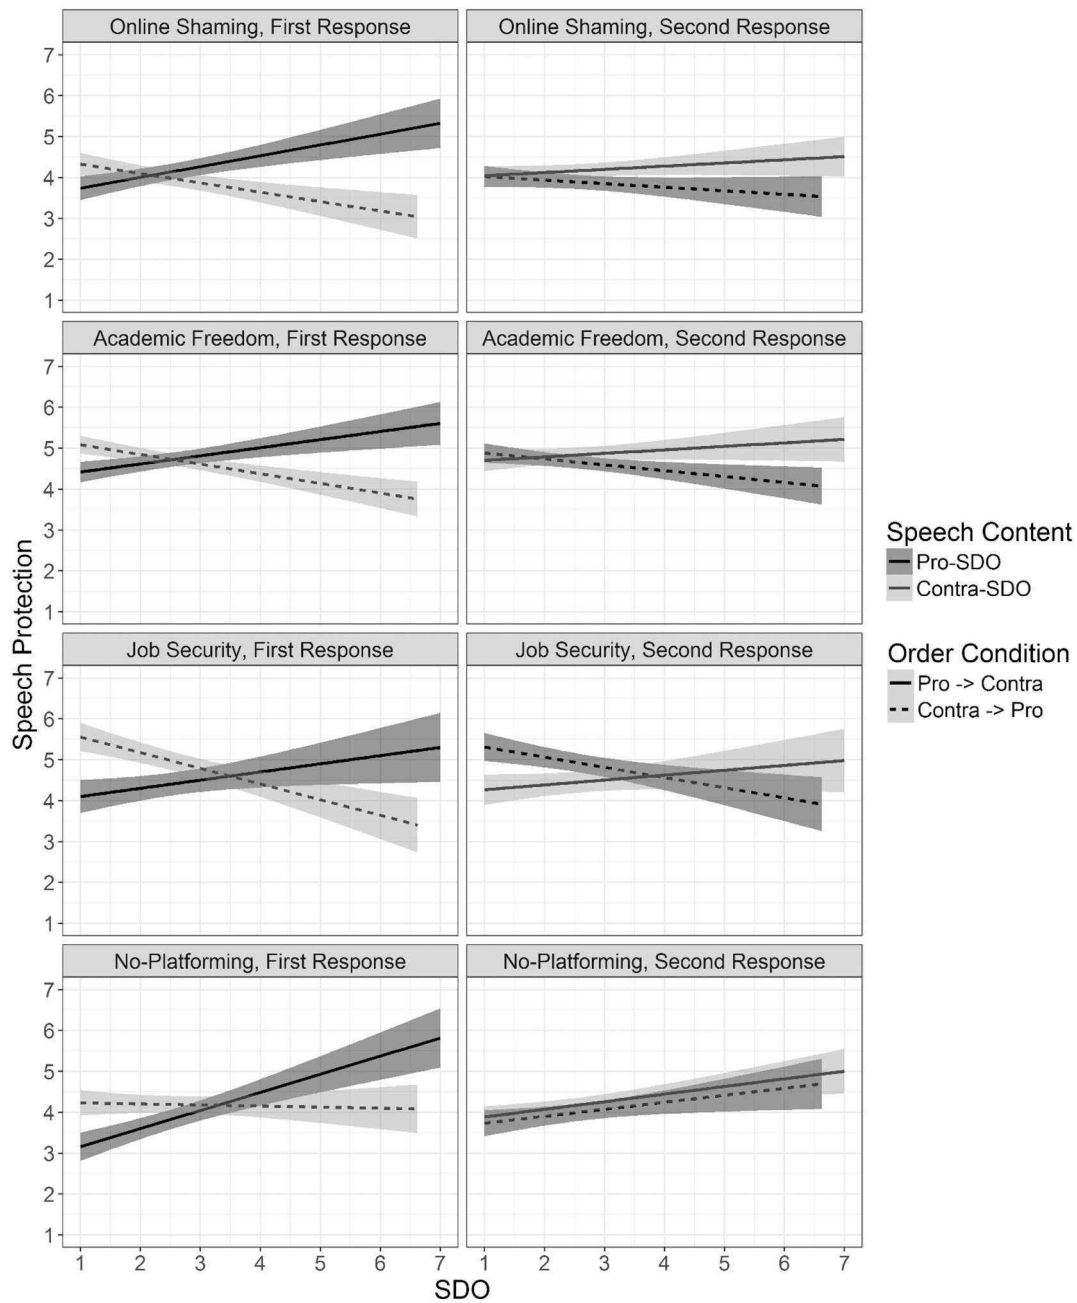 Online Shaming, First Response
Online Shaming, Second Response
7
6
5
4
3
2
1
Academic Freedom, First Response
Academic Freedom, Second Response
7
6
5
4
3
2
1
Job Security, First Response
Job Security, Second Response
7
6
5
4
3
2
1
No-Platforming, First Response
No-Platforming, Second Response
7
6
5
4
3
2
1
1 2 3 4 5 6 7
1 2 3 4 5 6 7
SDO
Speech Protection
Speech Content
Pro-SDO
Contra-SDO
Order Condition
Pro -> Contra
Contra -> Pro